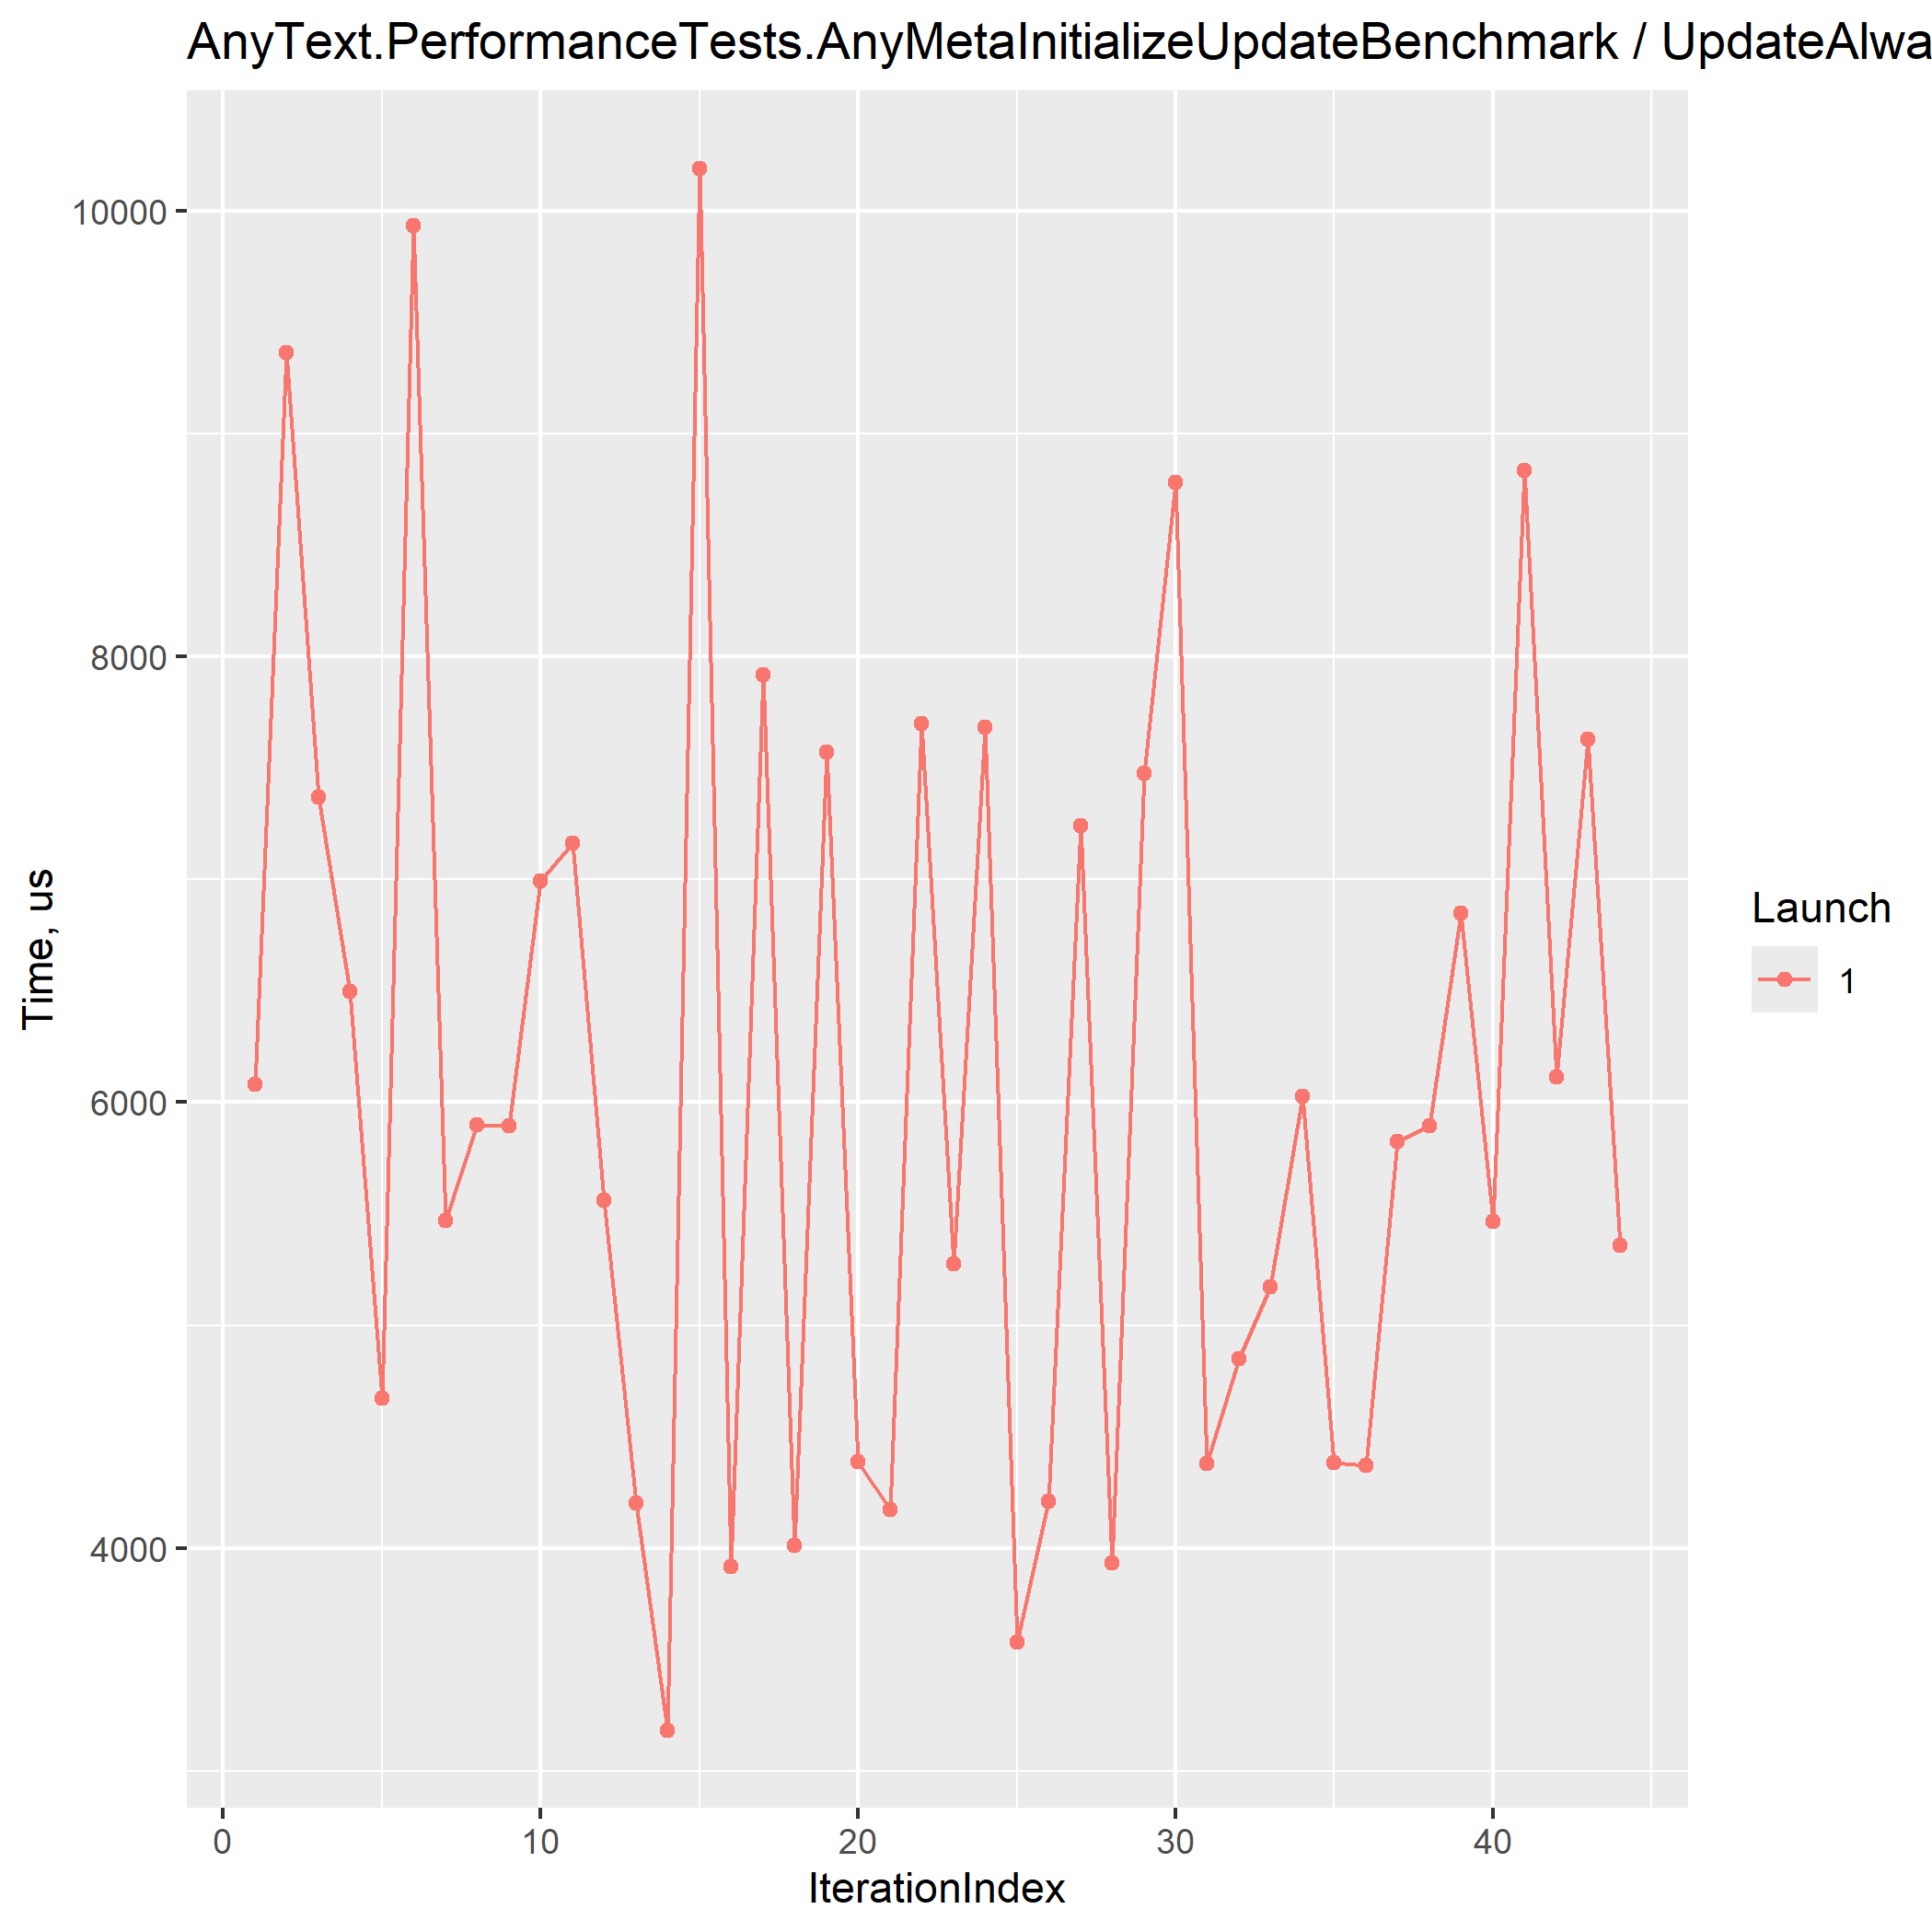 AnyText.PerformanceTests.AnyMetaInitializeUpdateBenchmark / UpdateAlwa
10000
8000
6000
4000
Time, us
0 10 20 30 40
IterationIndex
Launch
1